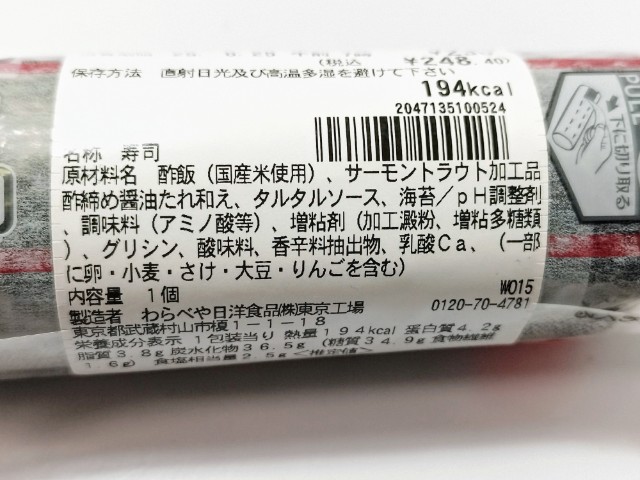 (税込 ¥248.40)
保存方法 直射日光及び高温多湿を避けて下さい
194kcal
2047135100524
名称 寿司
原材料名 酢飯(国産米使用)、サーモントラウト加工品
酢締め醤油たれ和え、タルタルソース、海苔/pH調整剤
、調味料(アミノ酸等)、増粘剤(加工澱粉、増粘多糖類
)、グリシン、酸味料、香辛料抽出物、乳酸Ca、(一部
に卵・小麦・さけ・大豆・りんごを含む)
内容量 1個
W015
製造者 わらべや日洋食品(株)東京工場
0120-70-4781
東京都武蔵村山市榎1-1-18
栄養成分表示 1包装当り 熱量194kcal 蛋白質4.2g
脂質3.8g 炭水化物36.5g (糖質34.9g 食物繊維
1.6g) 食塩相当量2.5g <推定値>
PULL
下に切り取る